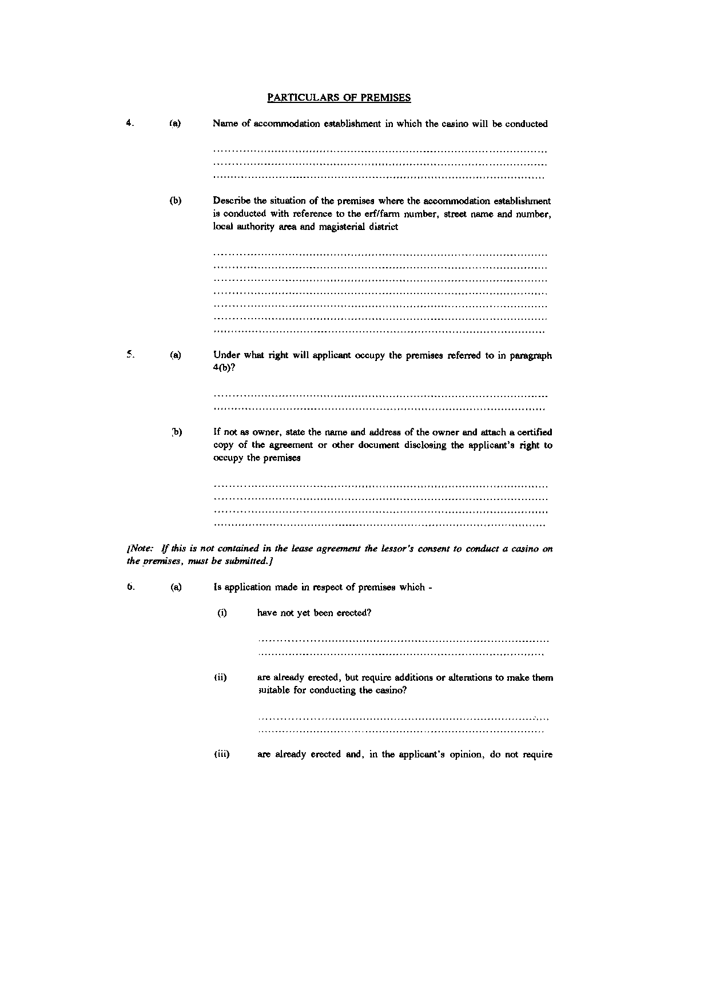 PARTICULARS OF PREMISES
4. (a) Name of accommodation establishment in which the casino will be conducted
..........................................................................................
..........................................................................................
..........................................................................................
(b) Describe the situation of the premises where the accommodation establishment
is conducted with reference to the erf/farm number, street name and number,
local authority area and magisterial district
..........................................................................................
..........................................................................................
..........................................................................................
..........................................................................................
..........................................................................................
..........................................................................................
..........................................................................................
5. (a) Under what right will applicant occupy the premises referred to in paragraph
4(b)?
..........................................................................................
..........................................................................................
(b) If not as owner, state the name and address of the owner and attach a certified
copy of the agreement or other document disclosing the applicant's right to
occupy the premises
..........................................................................................
..........................................................................................
..........................................................................................
..........................................................................................
[Note: If this is not contained in the lease agreement the lessor's consent to conduct a casino on
the premises, must be submitted.]
6. (a) Is application made in respect of premises which -
(i) have not yet been erected?
..............................................................................
..............................................................................
(ii) are already erected, but require additions or alterations to make them
suitable for conducting the casino?
..............................................................................
..............................................................................
(iii) are already erected and, in the applicant's opinion, do not require